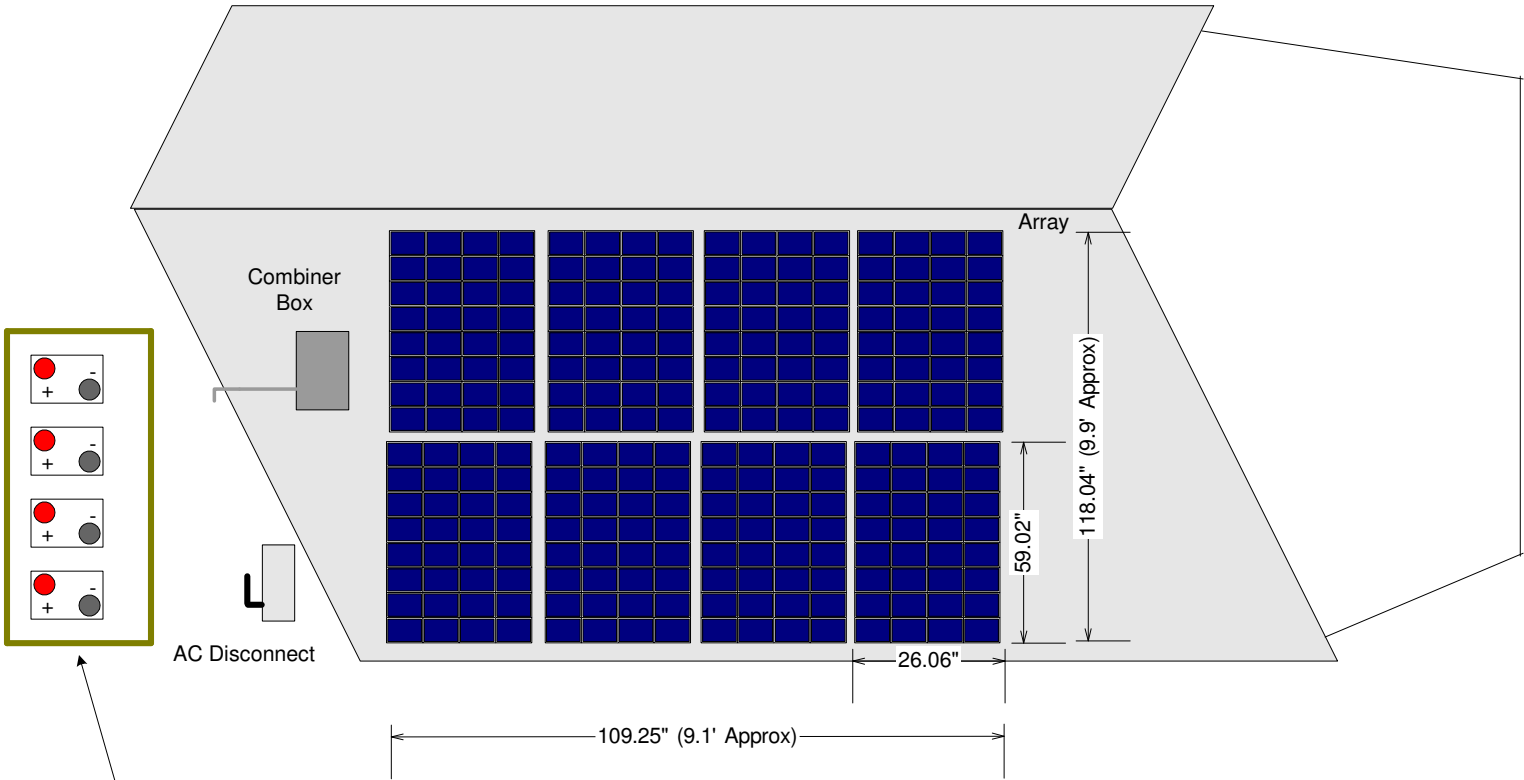 Array
Combiner
Box
+ -
+ -
+ -
+ -
AC Disconnect
59.02"
118.04" (9.9' Approx)
26.06"
109.25" (9.1' Approx)